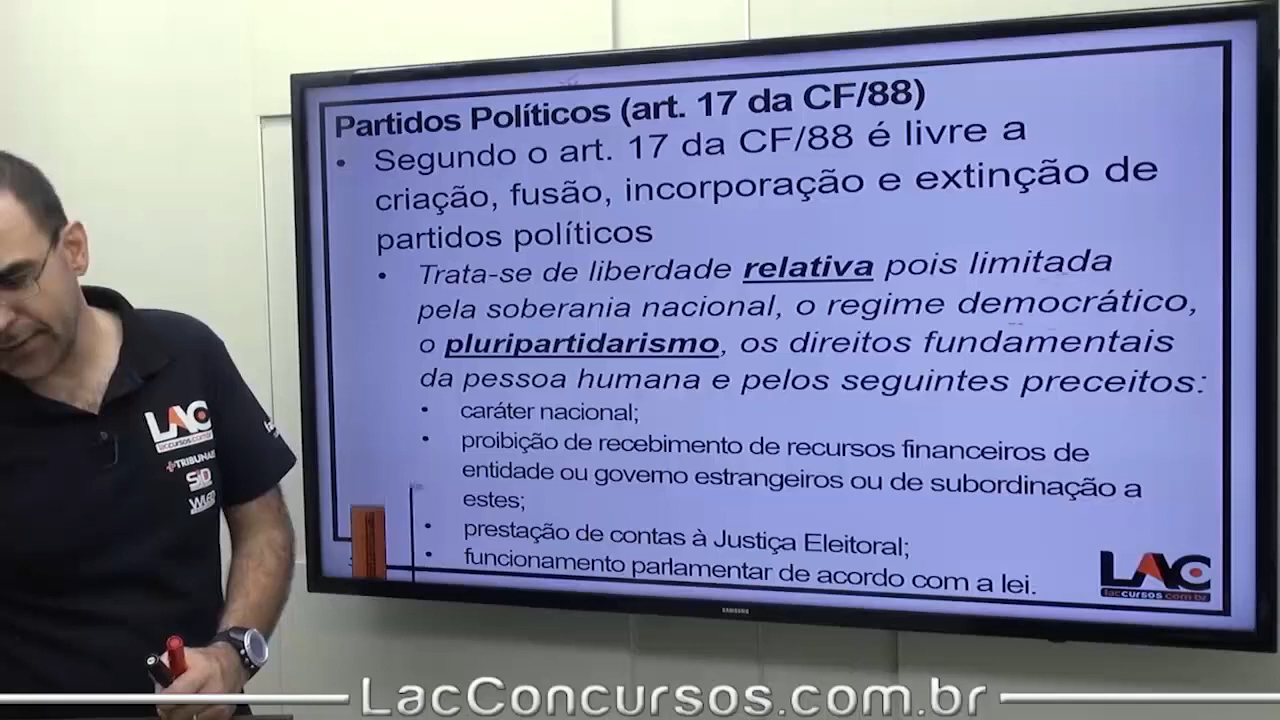 Partidos Políticos (art. 17 da CF/88)
• Segundo o art. 17 da CF/88 é livre a
criação, fusão, incorporação e extinção de
partidos políticos
• Trata-se de liberdade relativa pois limitada
pela soberania nacional, o regime democrático,
o pluripartidarismo, os direitos fundamentais
da pessoa humana e pelos seguintes preceitos:
• caráter nacional;
• proibição de recebimento de recursos financeiros de
entidade ou governo estrangeiros ou de subordinação a
estes;
• prestação de contas à Justiça Eleitoral;
• funcionamento parlamentar de acordo com a lei.
LAC
laccursos.com.br
SAMSUNG
LAC
laccursos.com.br
+TRIBUNAIS
LacConcursos.com.br